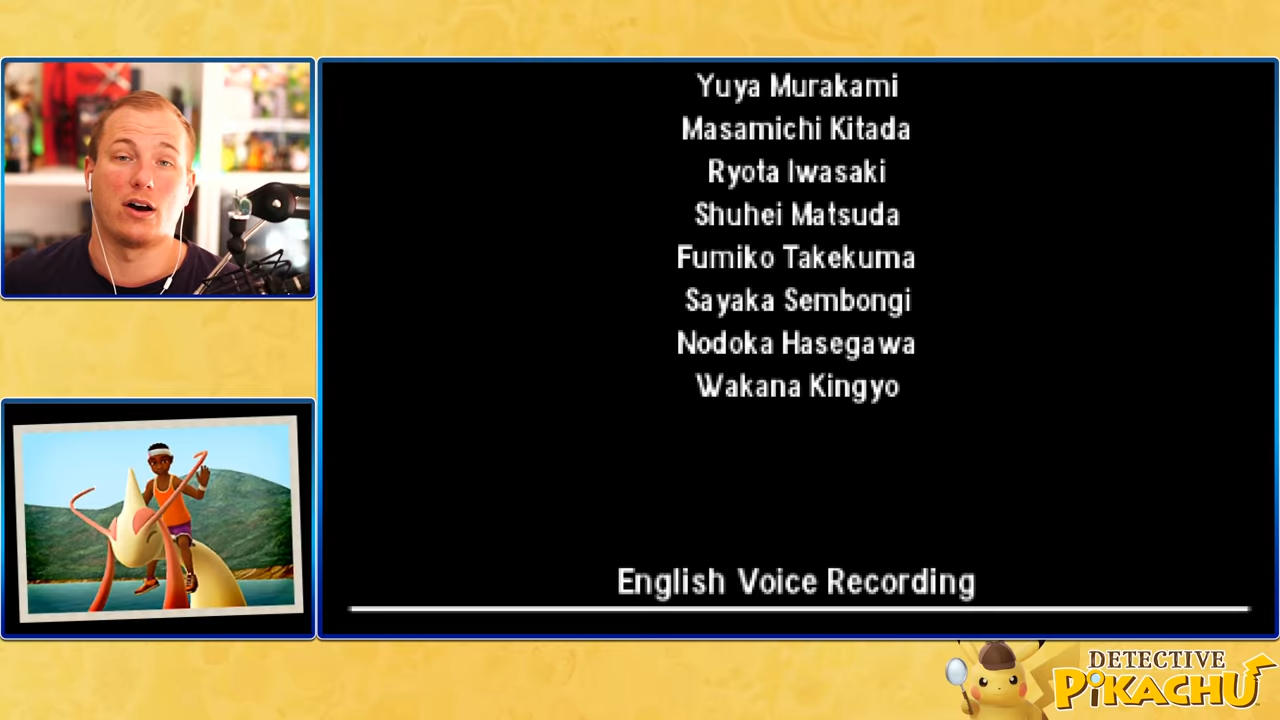 Yuya Murakami
Masamichi Kitada
Ryota Iwasaki
Shuhei Matsuda
Fumiko Takekuma
Sayaka Sembongi
Nodoka Hasegawa
Wakana Kingyo
English Voice Recording
DETECTIVE
PiKACHU